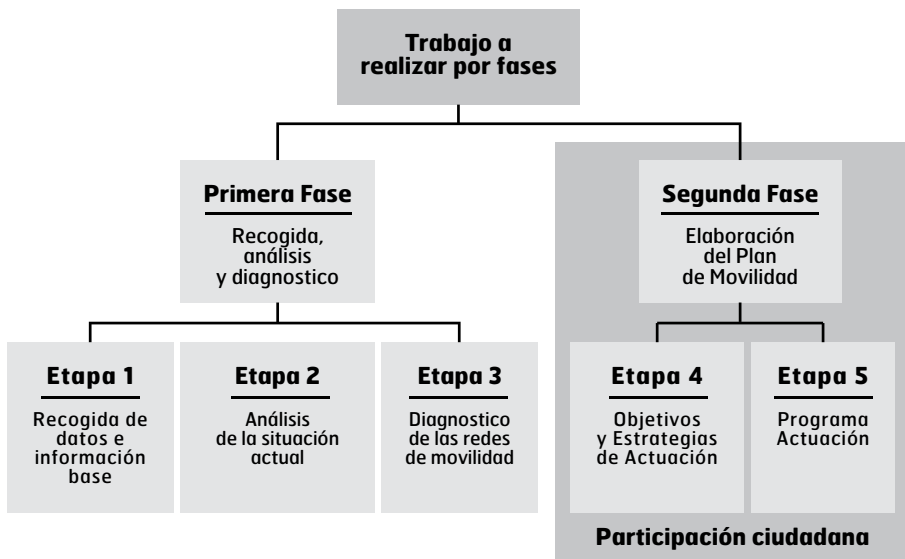 Trabajo a
realizar por fases
Primera Fase
Recogida,
análisis
y diagnostico
Segunda Fase
Elaboración
del Plan
de Movilidad
Etapa 1
Recogida de
datos e
información
base
Etapa 2
Análisis
de la situación
actual
Etapa 3
Diagnostico
de las redes
de movilidad
Etapa 4
Objetivos
y Estrategias
de Actuación
Etapa 5
Programa
Actuación
Participación ciudadana